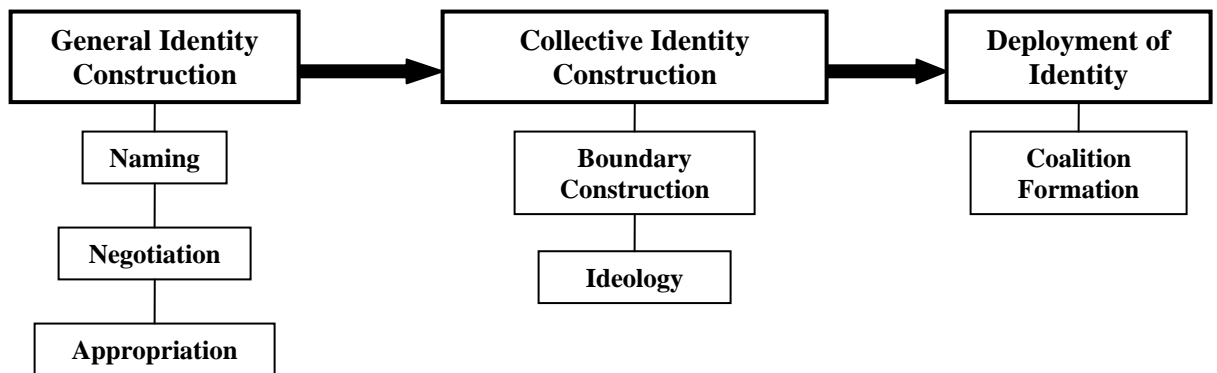 General Identity
Construction
Collective Identity
Construction
Deployment of
Identity
Naming
Negotiation
Appropriation
Boundary
Construction
Ideology
Coalition
Formation